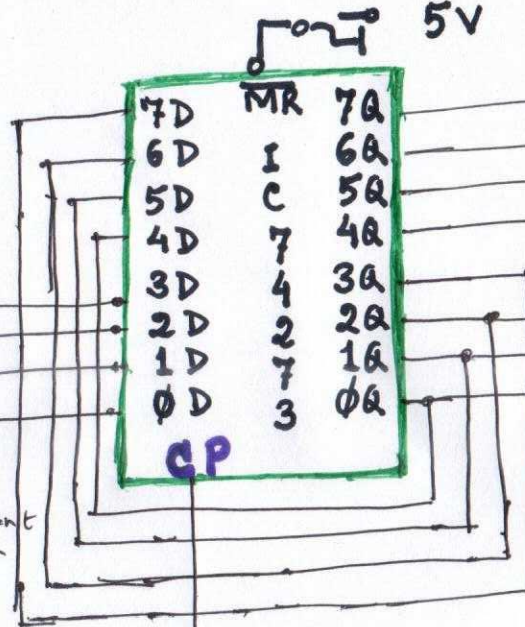 5V
7D MR 7Q
6D I 6Q
5D C 5Q
4D 7 4Q
3D 4 3Q
2D 2 2Q
1D 7 1Q
ØD 3 ØQ
CP